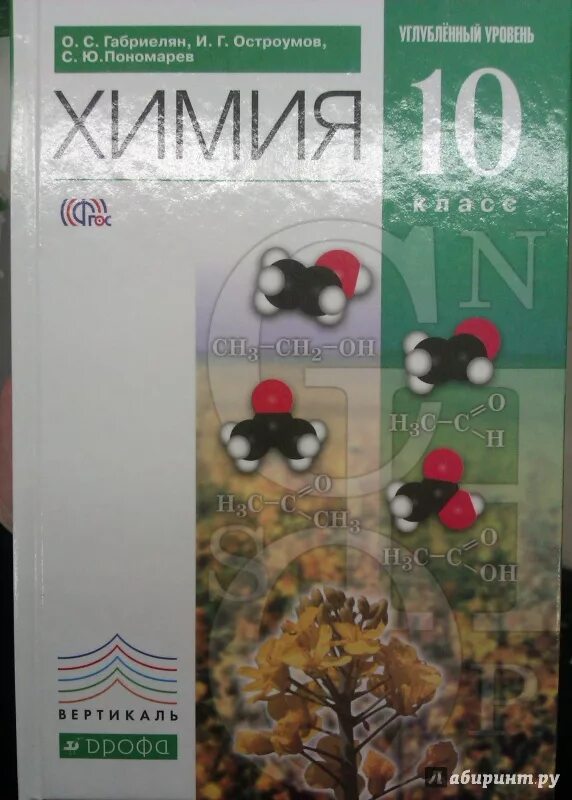 О. С. Габриелян, И. Г. Остроумов,
С. Ю. Пономарев
УГЛУБЛЁННЫЙ УРОВЕНЬ
ХИМИЯ
10
класс
ФГОС
C
N
H
S
O
P
CH₃–CH₂–OH
H₃C–C
O
H
H₃C–C
O
CH₃
H₃C–C
O
OH
ВЕРТИКАЛЬ
ДРОФА
Лабиринт.ру